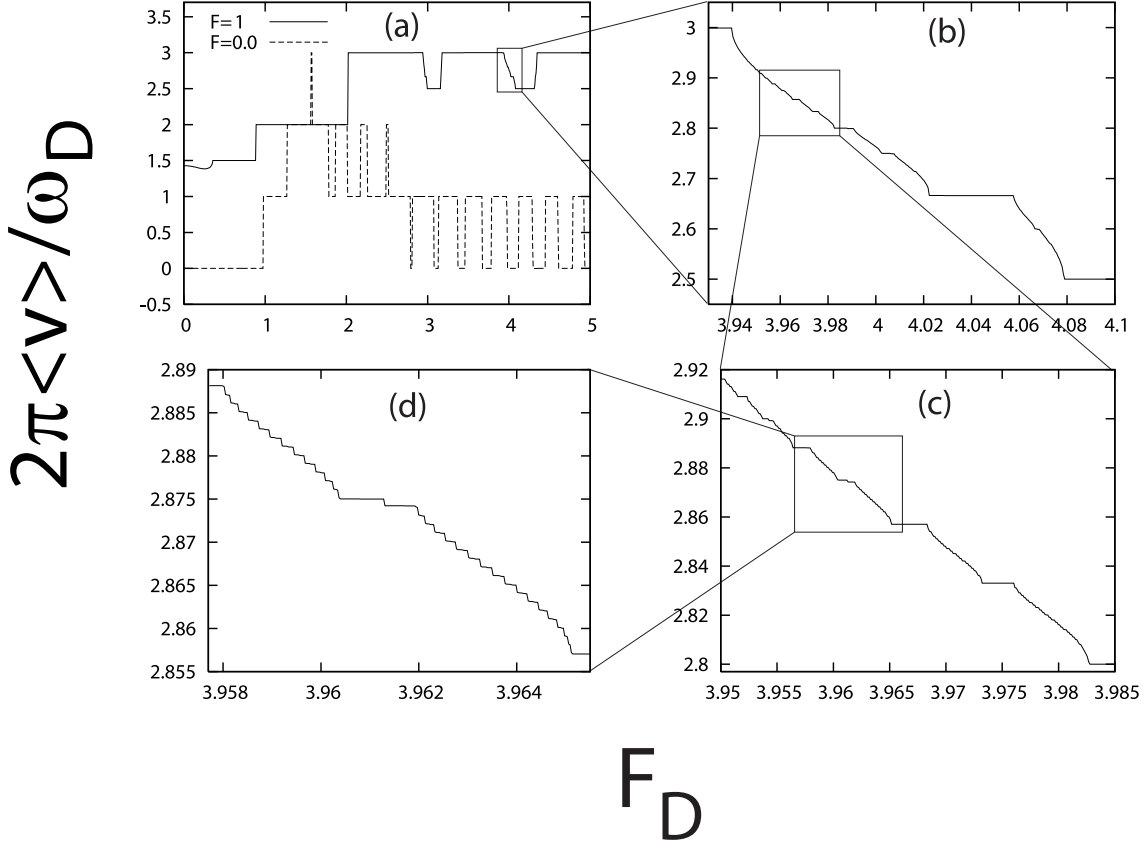 2π<v>/ω_D
F=1
F=0.0
(a)
3.5
3
2.5
2
1.5
1
0.5
0
-0.5
0 1 2 3 4 5
(b)
3
2.9
2.8
2.7
2.6
2.5
3.94 3.96 3.98 4 4.02 4.04 4.06 4.08 4.1
(d)
2.89
2.885
2.88
2.875
2.87
2.865
2.86
2.855
3.958 3.96 3.962 3.964
(c)
2.92
2.9
2.88
2.86
2.84
2.82
2.8
3.95 3.955 3.96 3.965 3.97 3.975 3.98 3.985
F_D